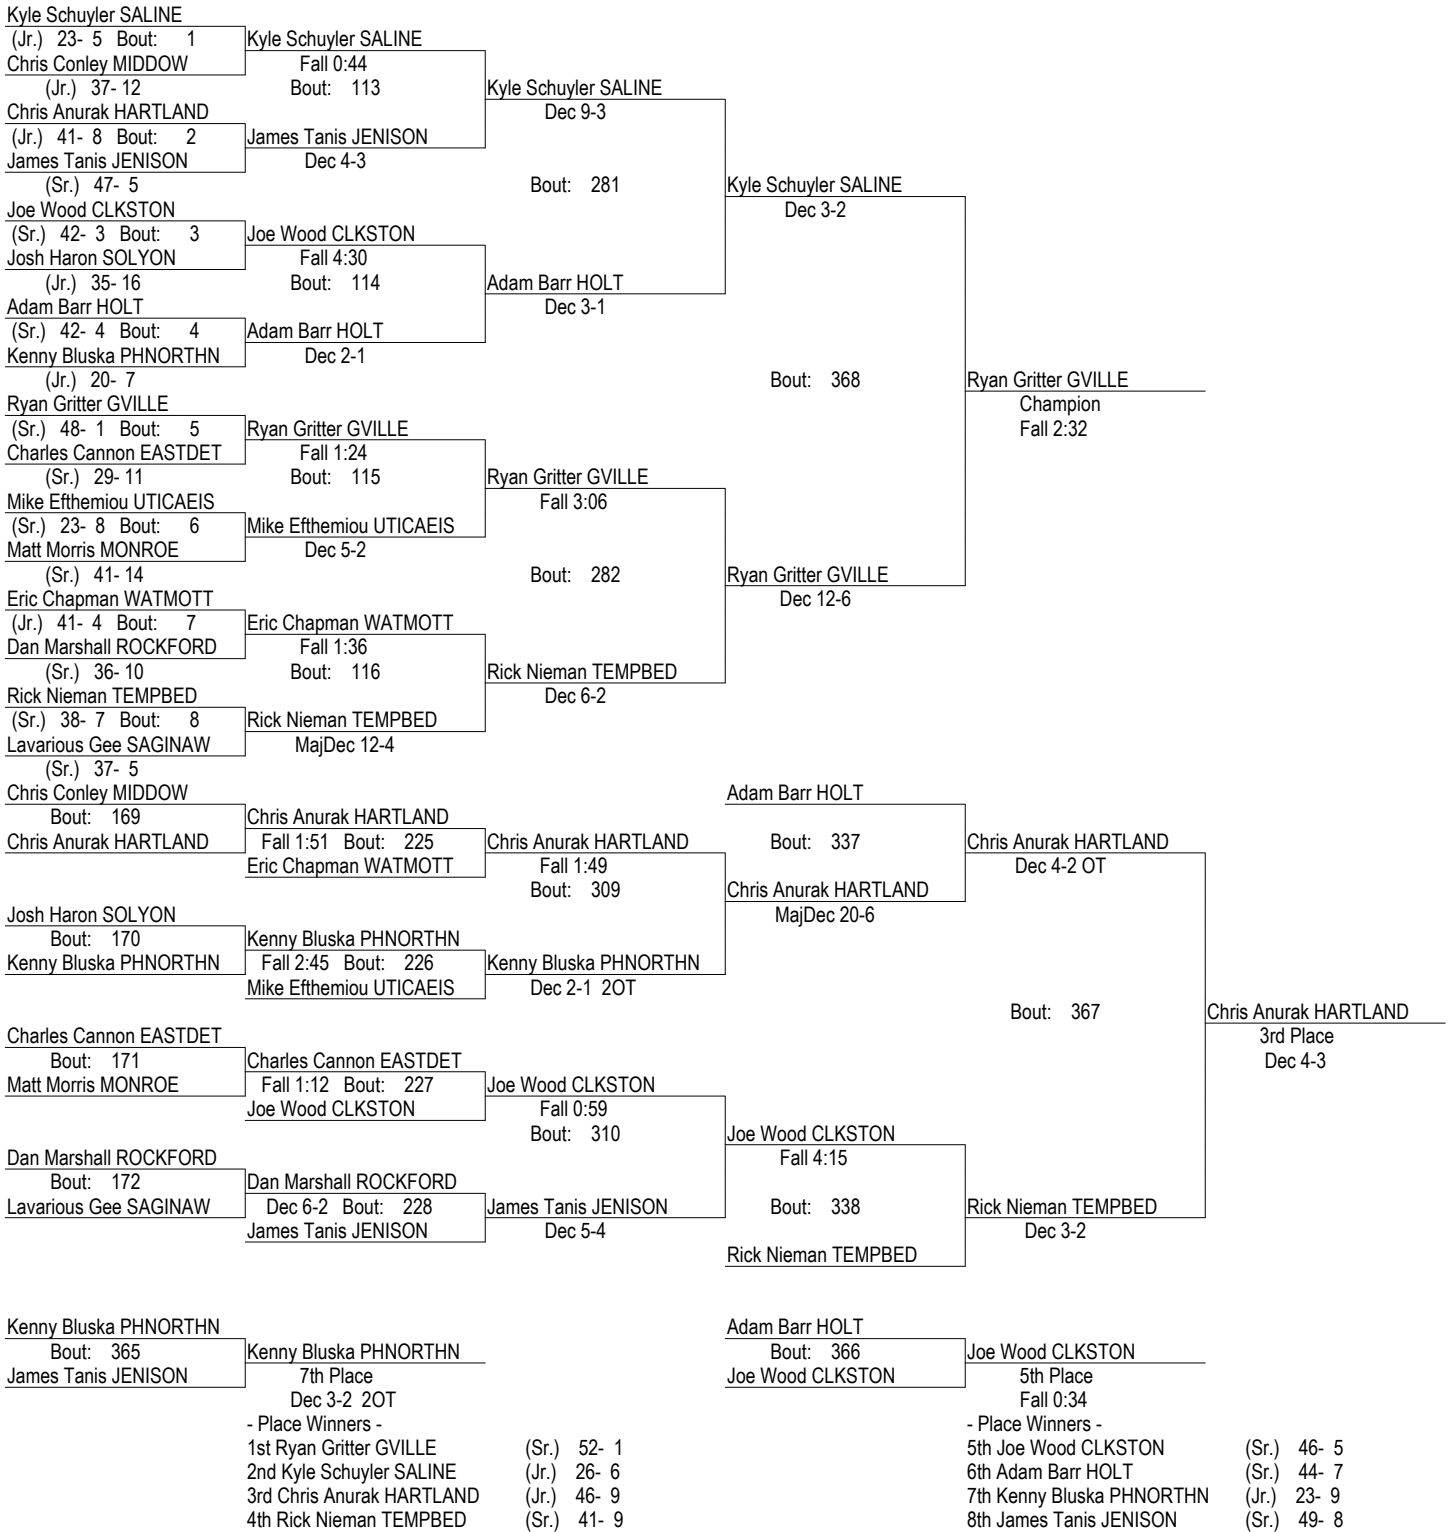 Kyle Schuyler SALINE
(Jr.) 23- 5 Bout: 1 Kyle Schuyler SALINE
Chris Conley MIDDOW Fall 0:44
(Jr.) 37- 12 Bout: 113 Kyle Schuyler SALINE
Chris Anurak HARTLAND Dec 9-3
(Jr.) 41- 8 Bout: 2 James Tanis JENISON
James Tanis JENISON Dec 4-3
(Sr.) 47- 5 Bout: 281 Kyle Schuyler SALINE
Joe Wood CLKSTON Dec 3-2
(Sr.) 42- 3 Bout: 3 Joe Wood CLKSTON
Josh Haron SOLYON Fall 4:30
(Jr.) 35- 16 Bout: 114 Adam Barr HOLT
Adam Barr HOLT Dec 3-1
(Sr.) 42- 4 Bout: 4 Adam Barr HOLT
Kenny Bluska PHNORTHN Dec 2-1
(Jr.) 20- 7 Bout: 368 Ryan Gritter GVILLE
Ryan Gritter GVILLE Champion
(Sr.) 48- 1 Bout: 5 Ryan Gritter GVILLE Fall 2:32
Charles Cannon EASTDET Fall 1:24
(Sr.) 29- 11 Bout: 115 Ryan Gritter GVILLE
Mike Efthemiou UTICAEIS Fall 3:06
(Sr.) 23- 8 Bout: 6 Mike Efthemiou UTICAEIS
Matt Morris MONROE Dec 5-2
(Sr.) 41- 14 Bout: 282 Ryan Gritter GVILLE
Eric Chapman WATMOTT Dec 12-6
(Jr.) 41- 4 Bout: 7 Eric Chapman WATMOTT
Dan Marshall ROCKFORD Fall 1:36
(Sr.) 36- 10 Bout: 116 Rick Nieman TEMPBED
Rick Nieman TEMPBED Dec 6-2
(Sr.) 38- 7 Bout: 8 Rick Nieman TEMPBED
Lavarious Gee SAGINAW MajDec 12-4
(Sr.) 37- 5
Chris Conley MIDDOW Adam Barr HOLT
Bout: 169 Chris Anurak HARTLAND
Chris Anurak HARTLAND Fall 1:51 Bout: 225 Chris Anurak HARTLAND Bout: 337 Chris Anurak HARTLAND
Eric Chapman WATMOTT Fall 1:49 Dec 4-2 OT
Bout: 309 Chris Anurak HARTLAND
Josh Haron SOLYON MajDec 20-6
Bout: 170 Kenny Bluska PHNORTHN
Kenny Bluska PHNORTHN Fall 2:45 Bout: 226 Kenny Bluska PHNORTHN
Mike Efthemiou UTICAEIS Dec 2-1 2OT
Bout: 367 Chris Anurak HARTLAND
Charles Cannon EASTDET 3rd Place
Bout: 171 Charles Cannon EASTDET Dec 4-3
Matt Morris MONROE Fall 1:12 Bout: 227 Joe Wood CLKSTON
Joe Wood CLKSTON Fall 0:59
Bout: 310 Joe Wood CLKSTON
Dan Marshall ROCKFORD Fall 4:15
Bout: 172 Dan Marshall ROCKFORD
Lavarious Gee SAGINAW Dec 6-2 Bout: 228 James Tanis JENISON Bout: 338 Rick Nieman TEMPBED
James Tanis JENISON Dec 5-4 Dec 3-2
Rick Nieman TEMPBED
Kenny Bluska PHNORTHN Adam Barr HOLT
Bout: 365 Kenny Bluska PHNORTHN Bout: 366 Joe Wood CLKSTON
James Tanis JENISON 7th Place Joe Wood CLKSTON 5th Place
Dec 3-2 2OT Fall 0:34
- Place Winners - - Place Winners -
1st Ryan Gritter GVILLE (Sr.) 52- 1 5th Joe Wood CLKSTON (Sr.) 46- 5
2nd Kyle Schuyler SALINE (Jr.) 26- 6 6th Adam Barr HOLT (Sr.) 44- 7
3rd Chris Anurak HARTLAND (Jr.) 46- 9 7th Kenny Bluska PHNORTHN (Jr.) 23- 9
4th Rick Nieman TEMPBED (Sr.) 41- 9 8th James Tanis JENISON (Sr.) 49- 8